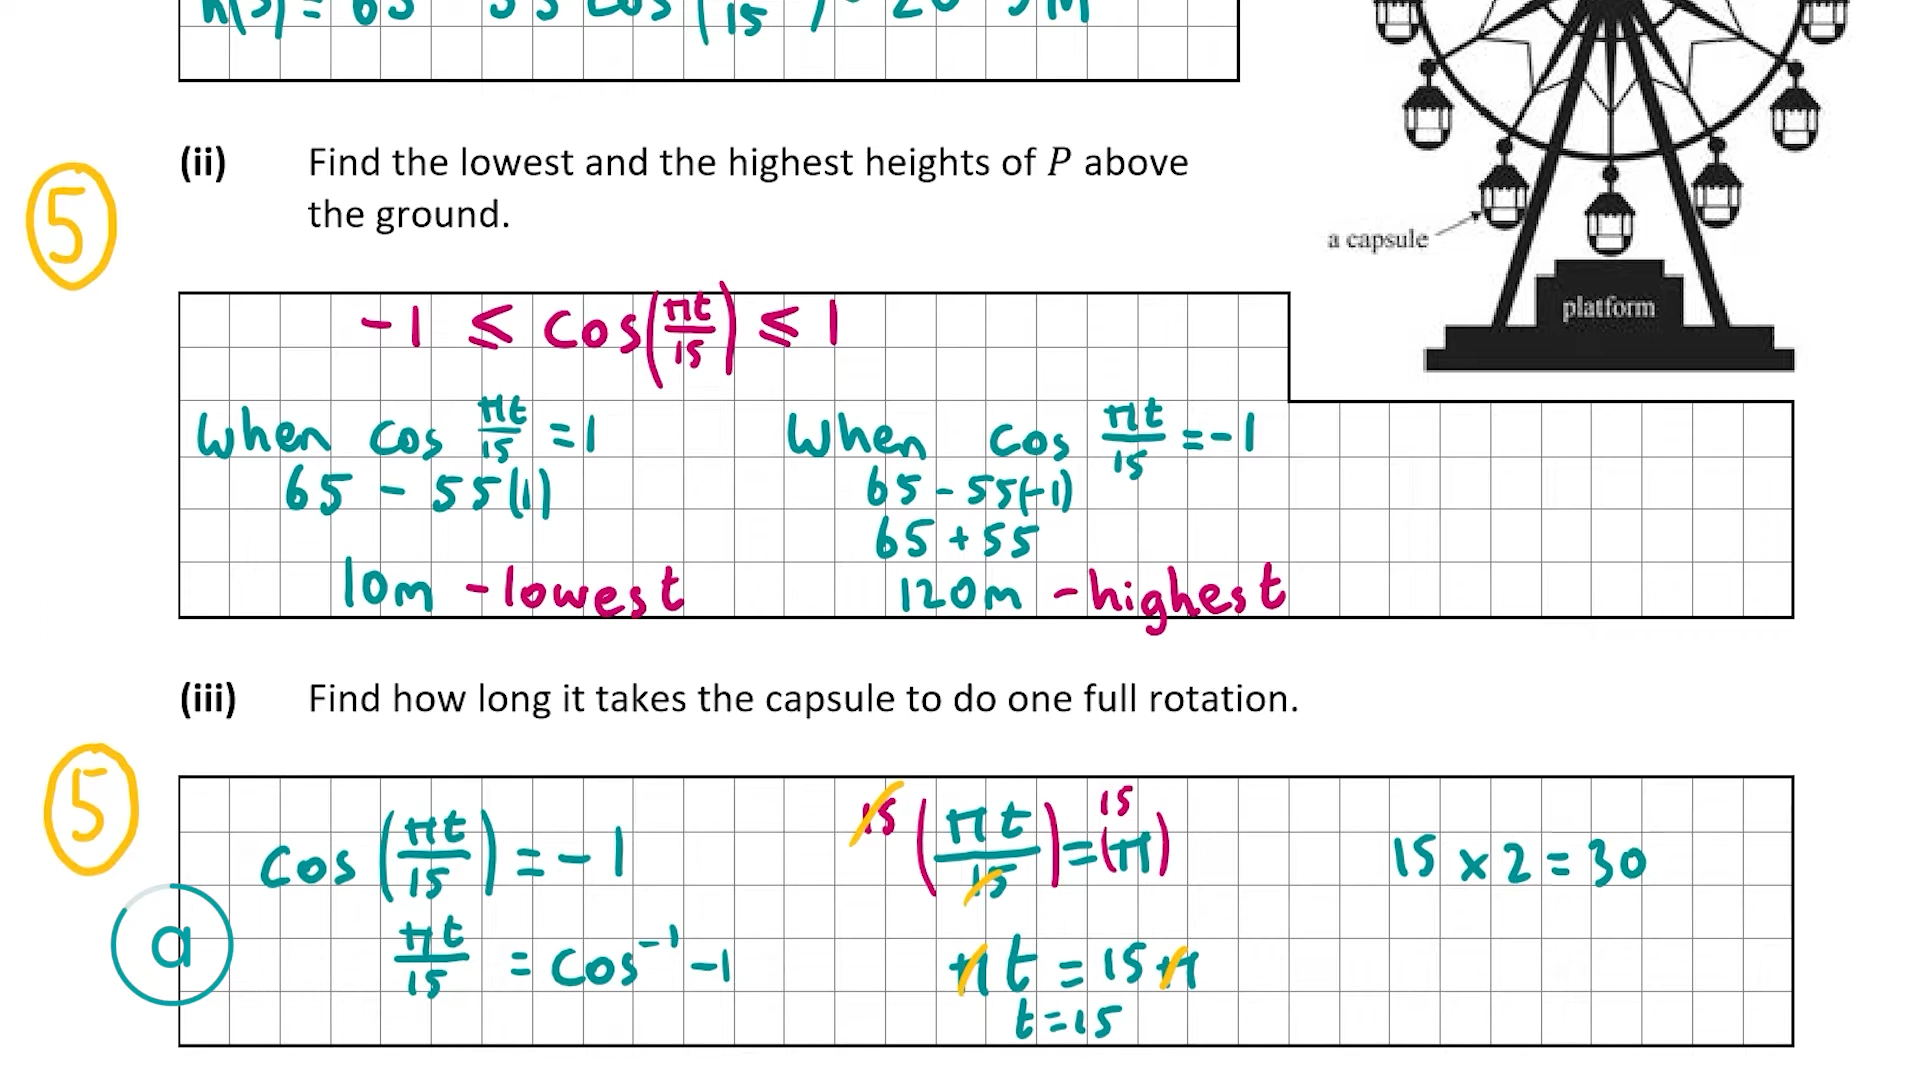 (ii) Find the lowest and the highest heights of P above
the ground.
5
a capsule
platform
-1 ≤ cos(πt/15) ≤ 1
When cos πt/15 = 1
65 - 55(1)
10m - lowest
When cos πt/15 = -1
65 - 55(-1)
65 + 55
120m - highest
(iii) Find how long it takes the capsule to do one full rotation.
5
a
cos (πt/15) = -1
πt/15 = cos⁻¹ -1
15 (πt/15) = 15(π)
πt = 15π
t = 15
15 x 2 = 30